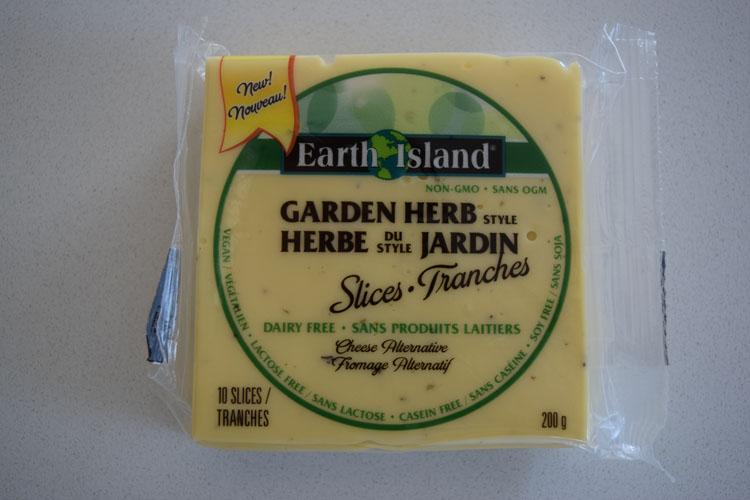 New!
Nouveau!
Earth Island®
NON-GMO • SANS OGM
GARDEN HERB STYLE
HERBE DU STYLE JARDIN
Slices • Tranches
DAIRY FREE • SANS PRODUITS LAITIERS
Cheese Alternative
Fromage Alternatif
VEGAN / VÉGÉTALIEN • LACTOSE FREE / SANS LACTOSE • CASEIN FREE / SANS CASÉINE • SOY FREE / SANS SOJA
10 SLICES /
TRANCHES
200 g